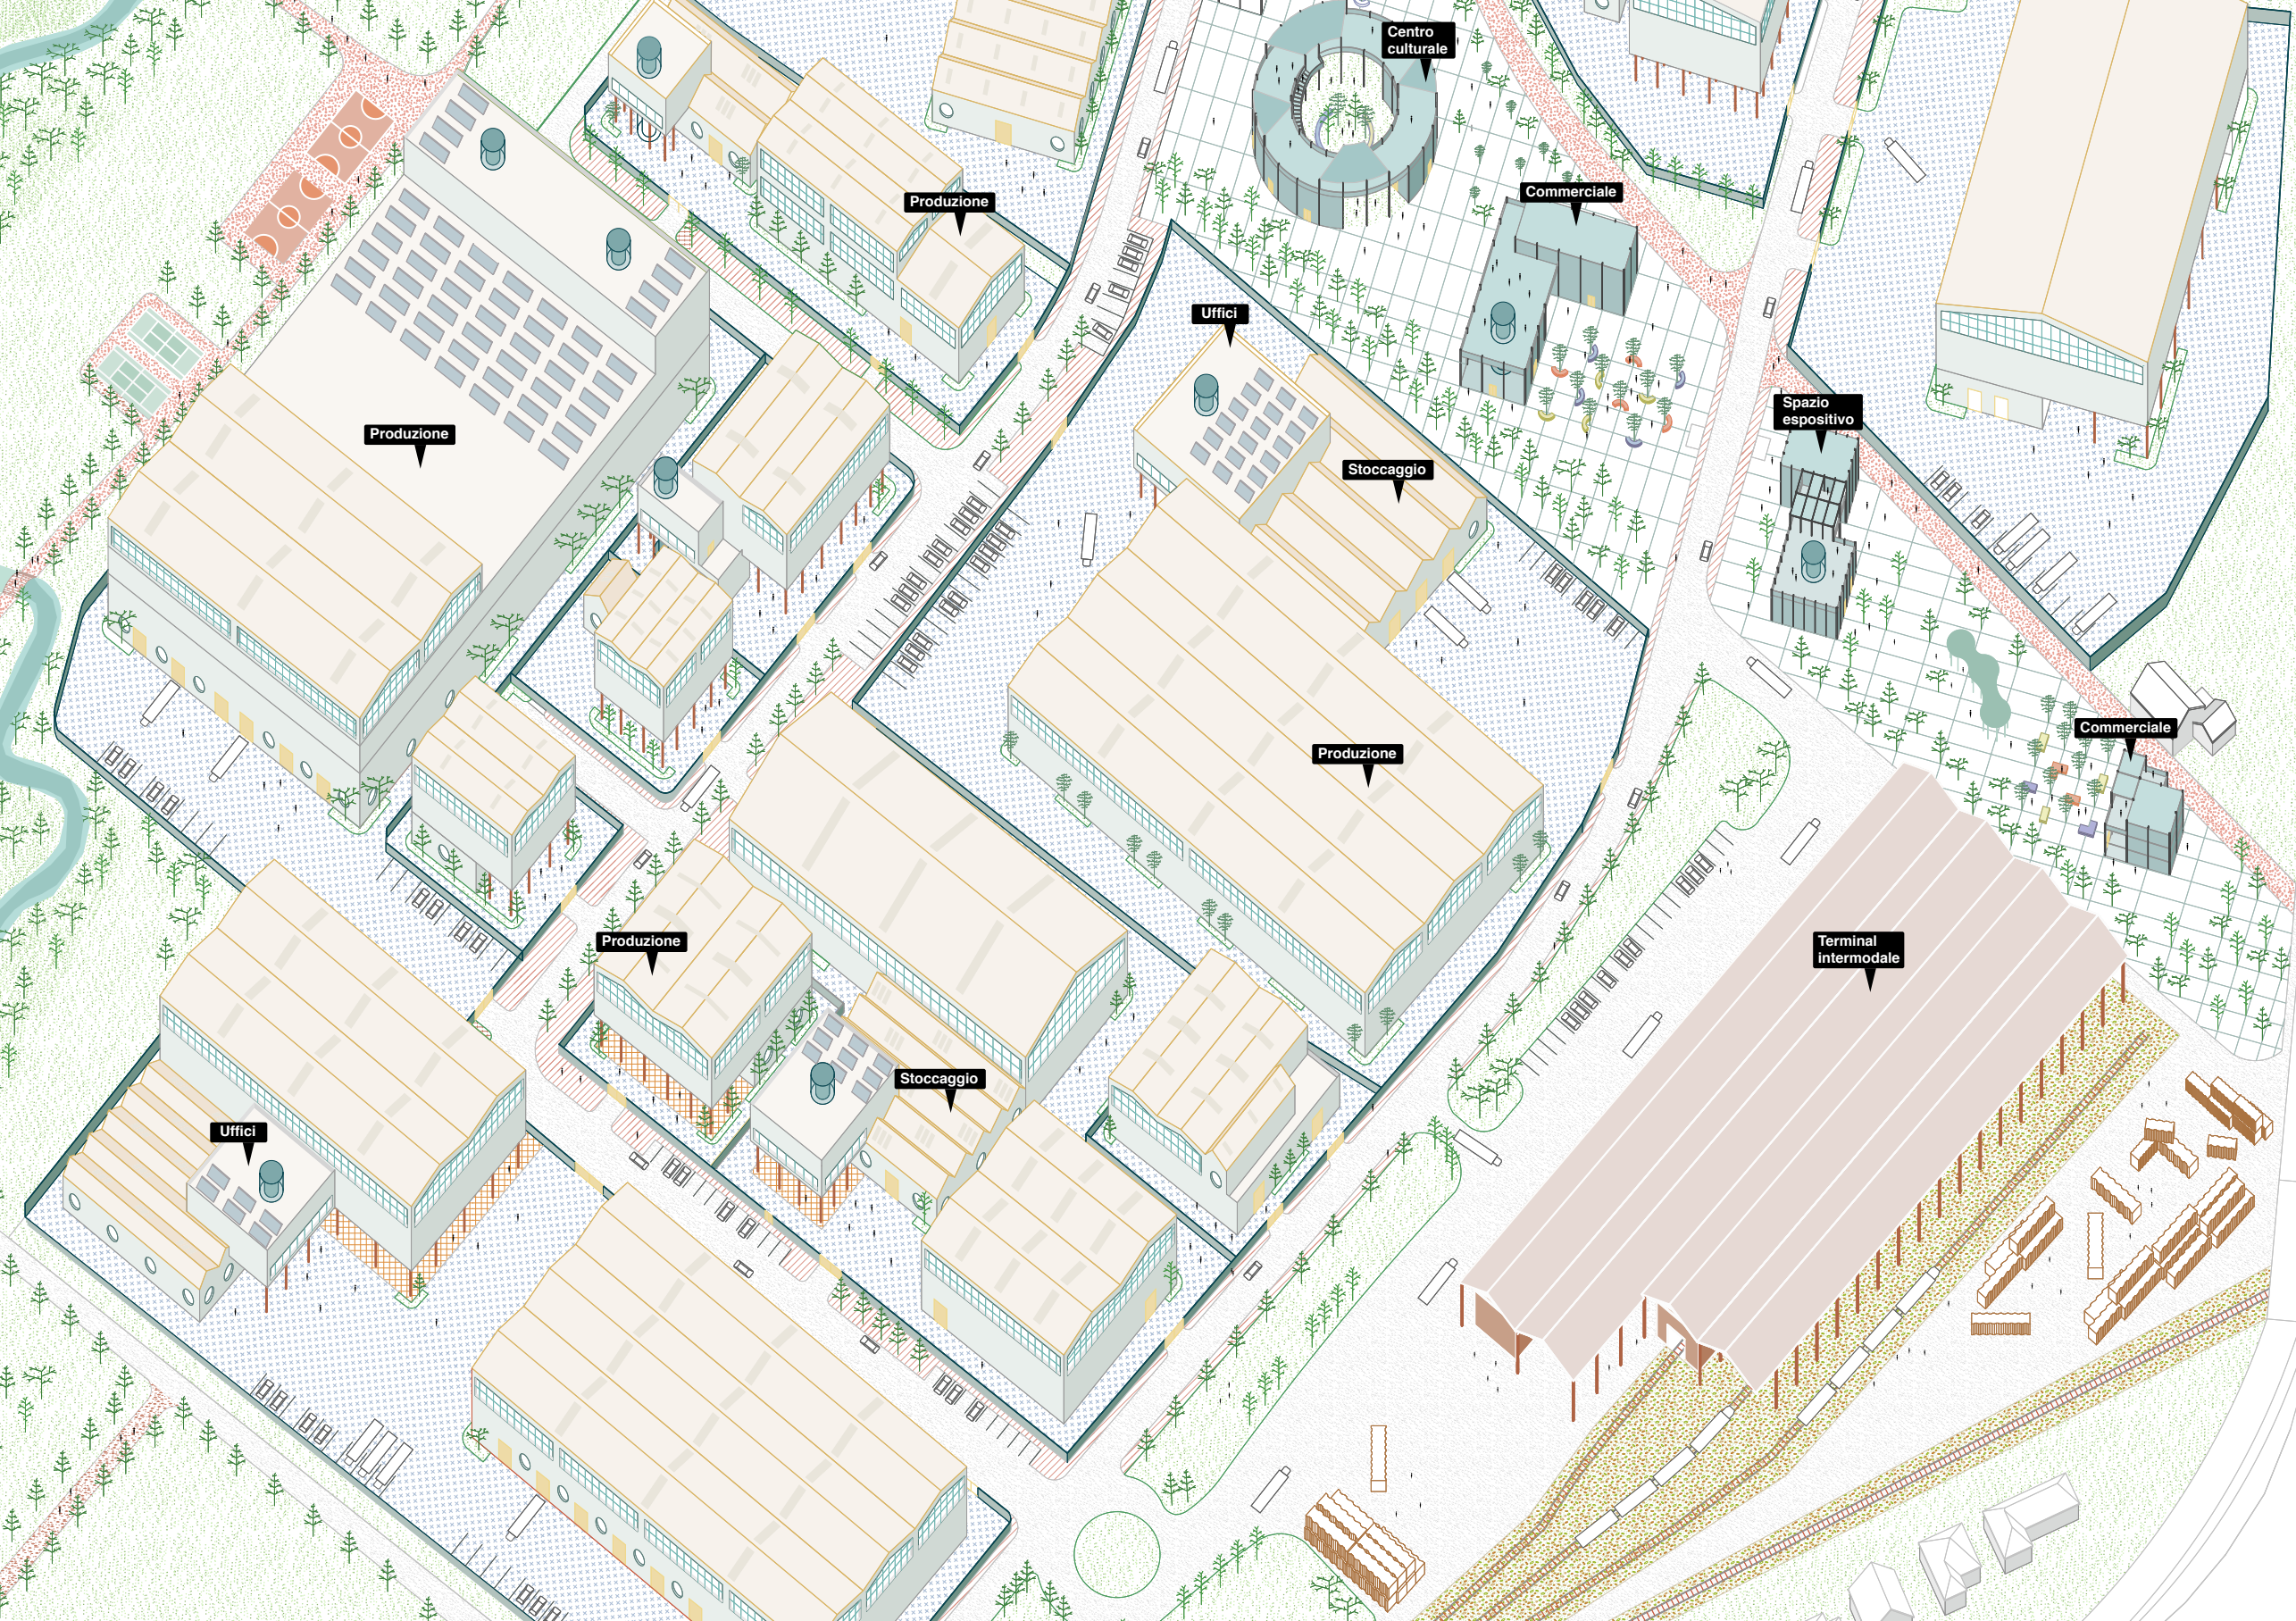 Centro
culturale
Commerciale
Produzione
Uffici
Spazio
espositivo
Produzione
Stoccaggio
Commerciale
Produzione
Produzione
Terminal
intermodale
Stoccaggio
Uffici